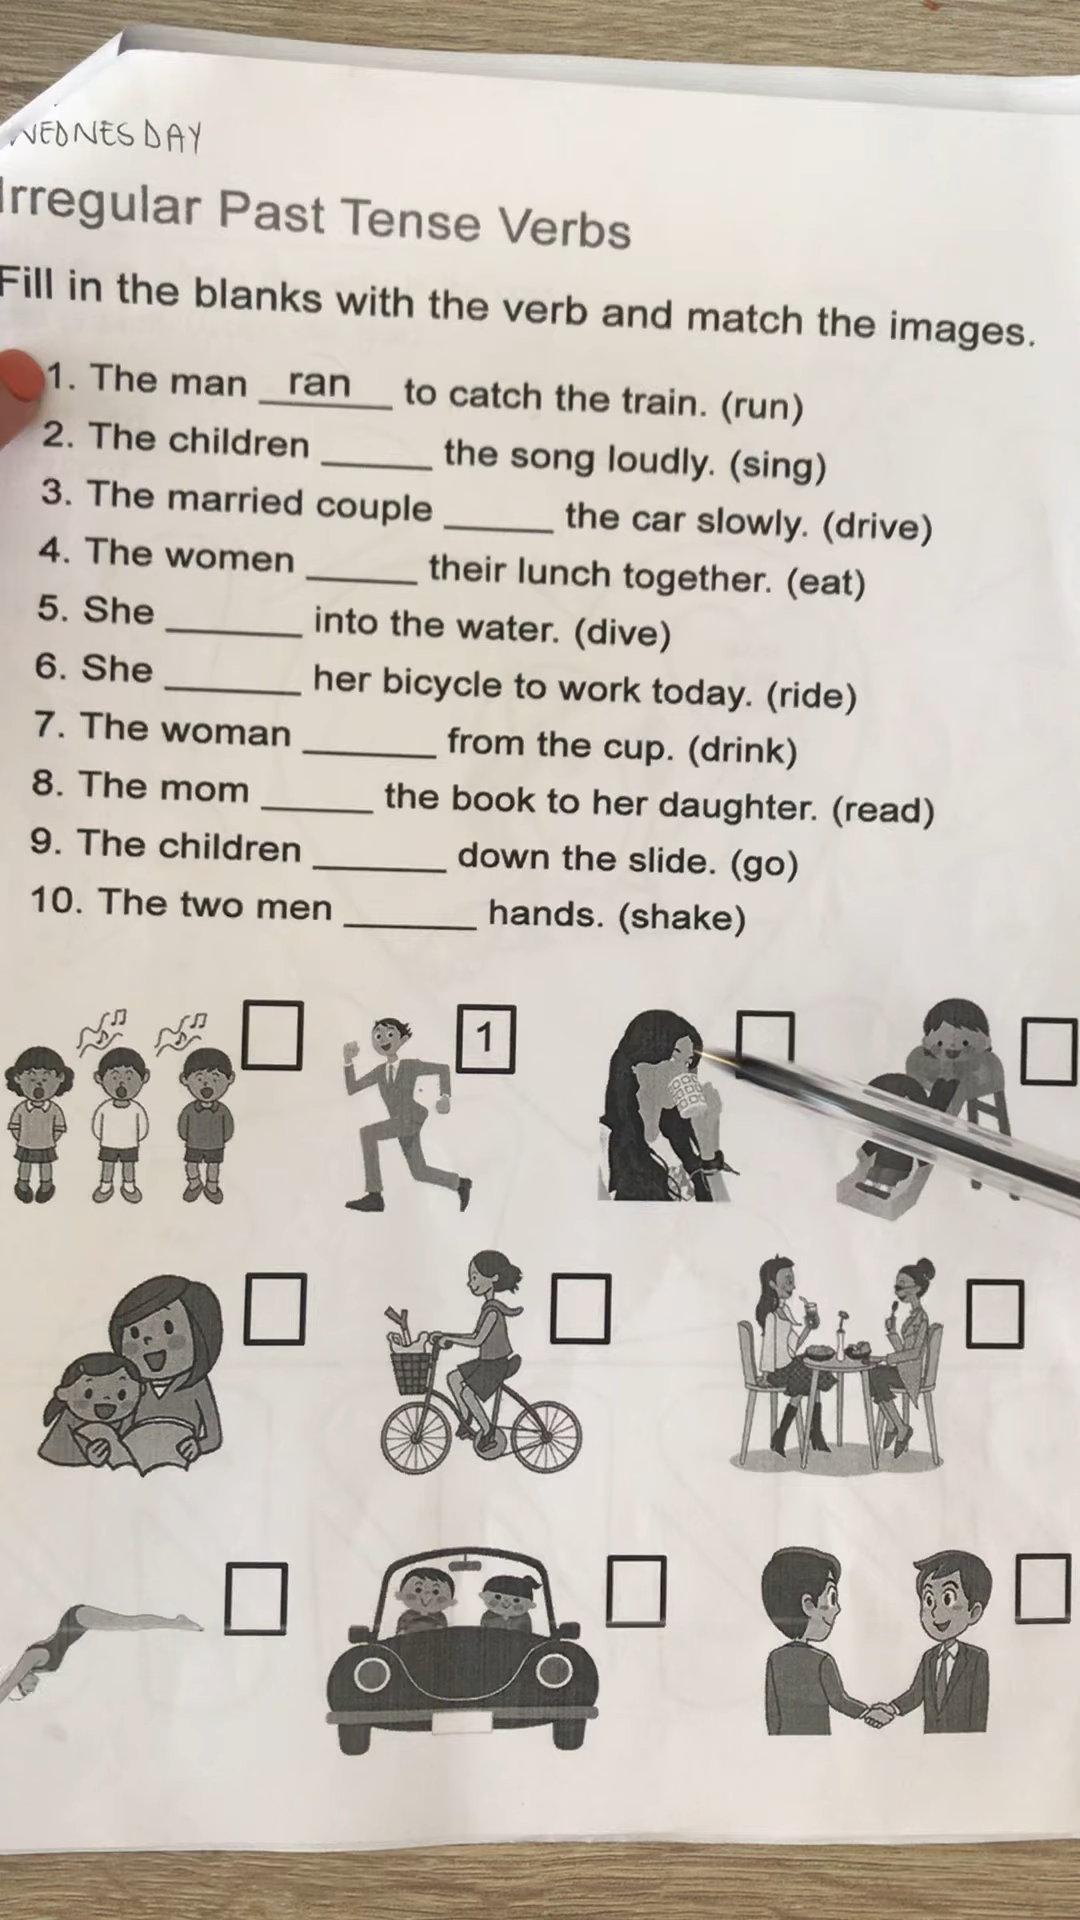 WEDNESDAY
Irregular Past Tense Verbs
Fill in the blanks with the verb and match the images.
1. The man ran to catch the train. (run)
2. The children _____ the song loudly. (sing)
3. The married couple _____ the car slowly. (drive)
4. The women _____ their lunch together. (eat)
5. She ______ into the water. (dive)
6. She ______ her bicycle to work today. (ride)
7. The woman ______ from the cup. (drink)
8. The mom _____ the book to her daughter. (read)
9. The children ______ down the slide. (go)
10. The two men ______ hands. (shake)
1